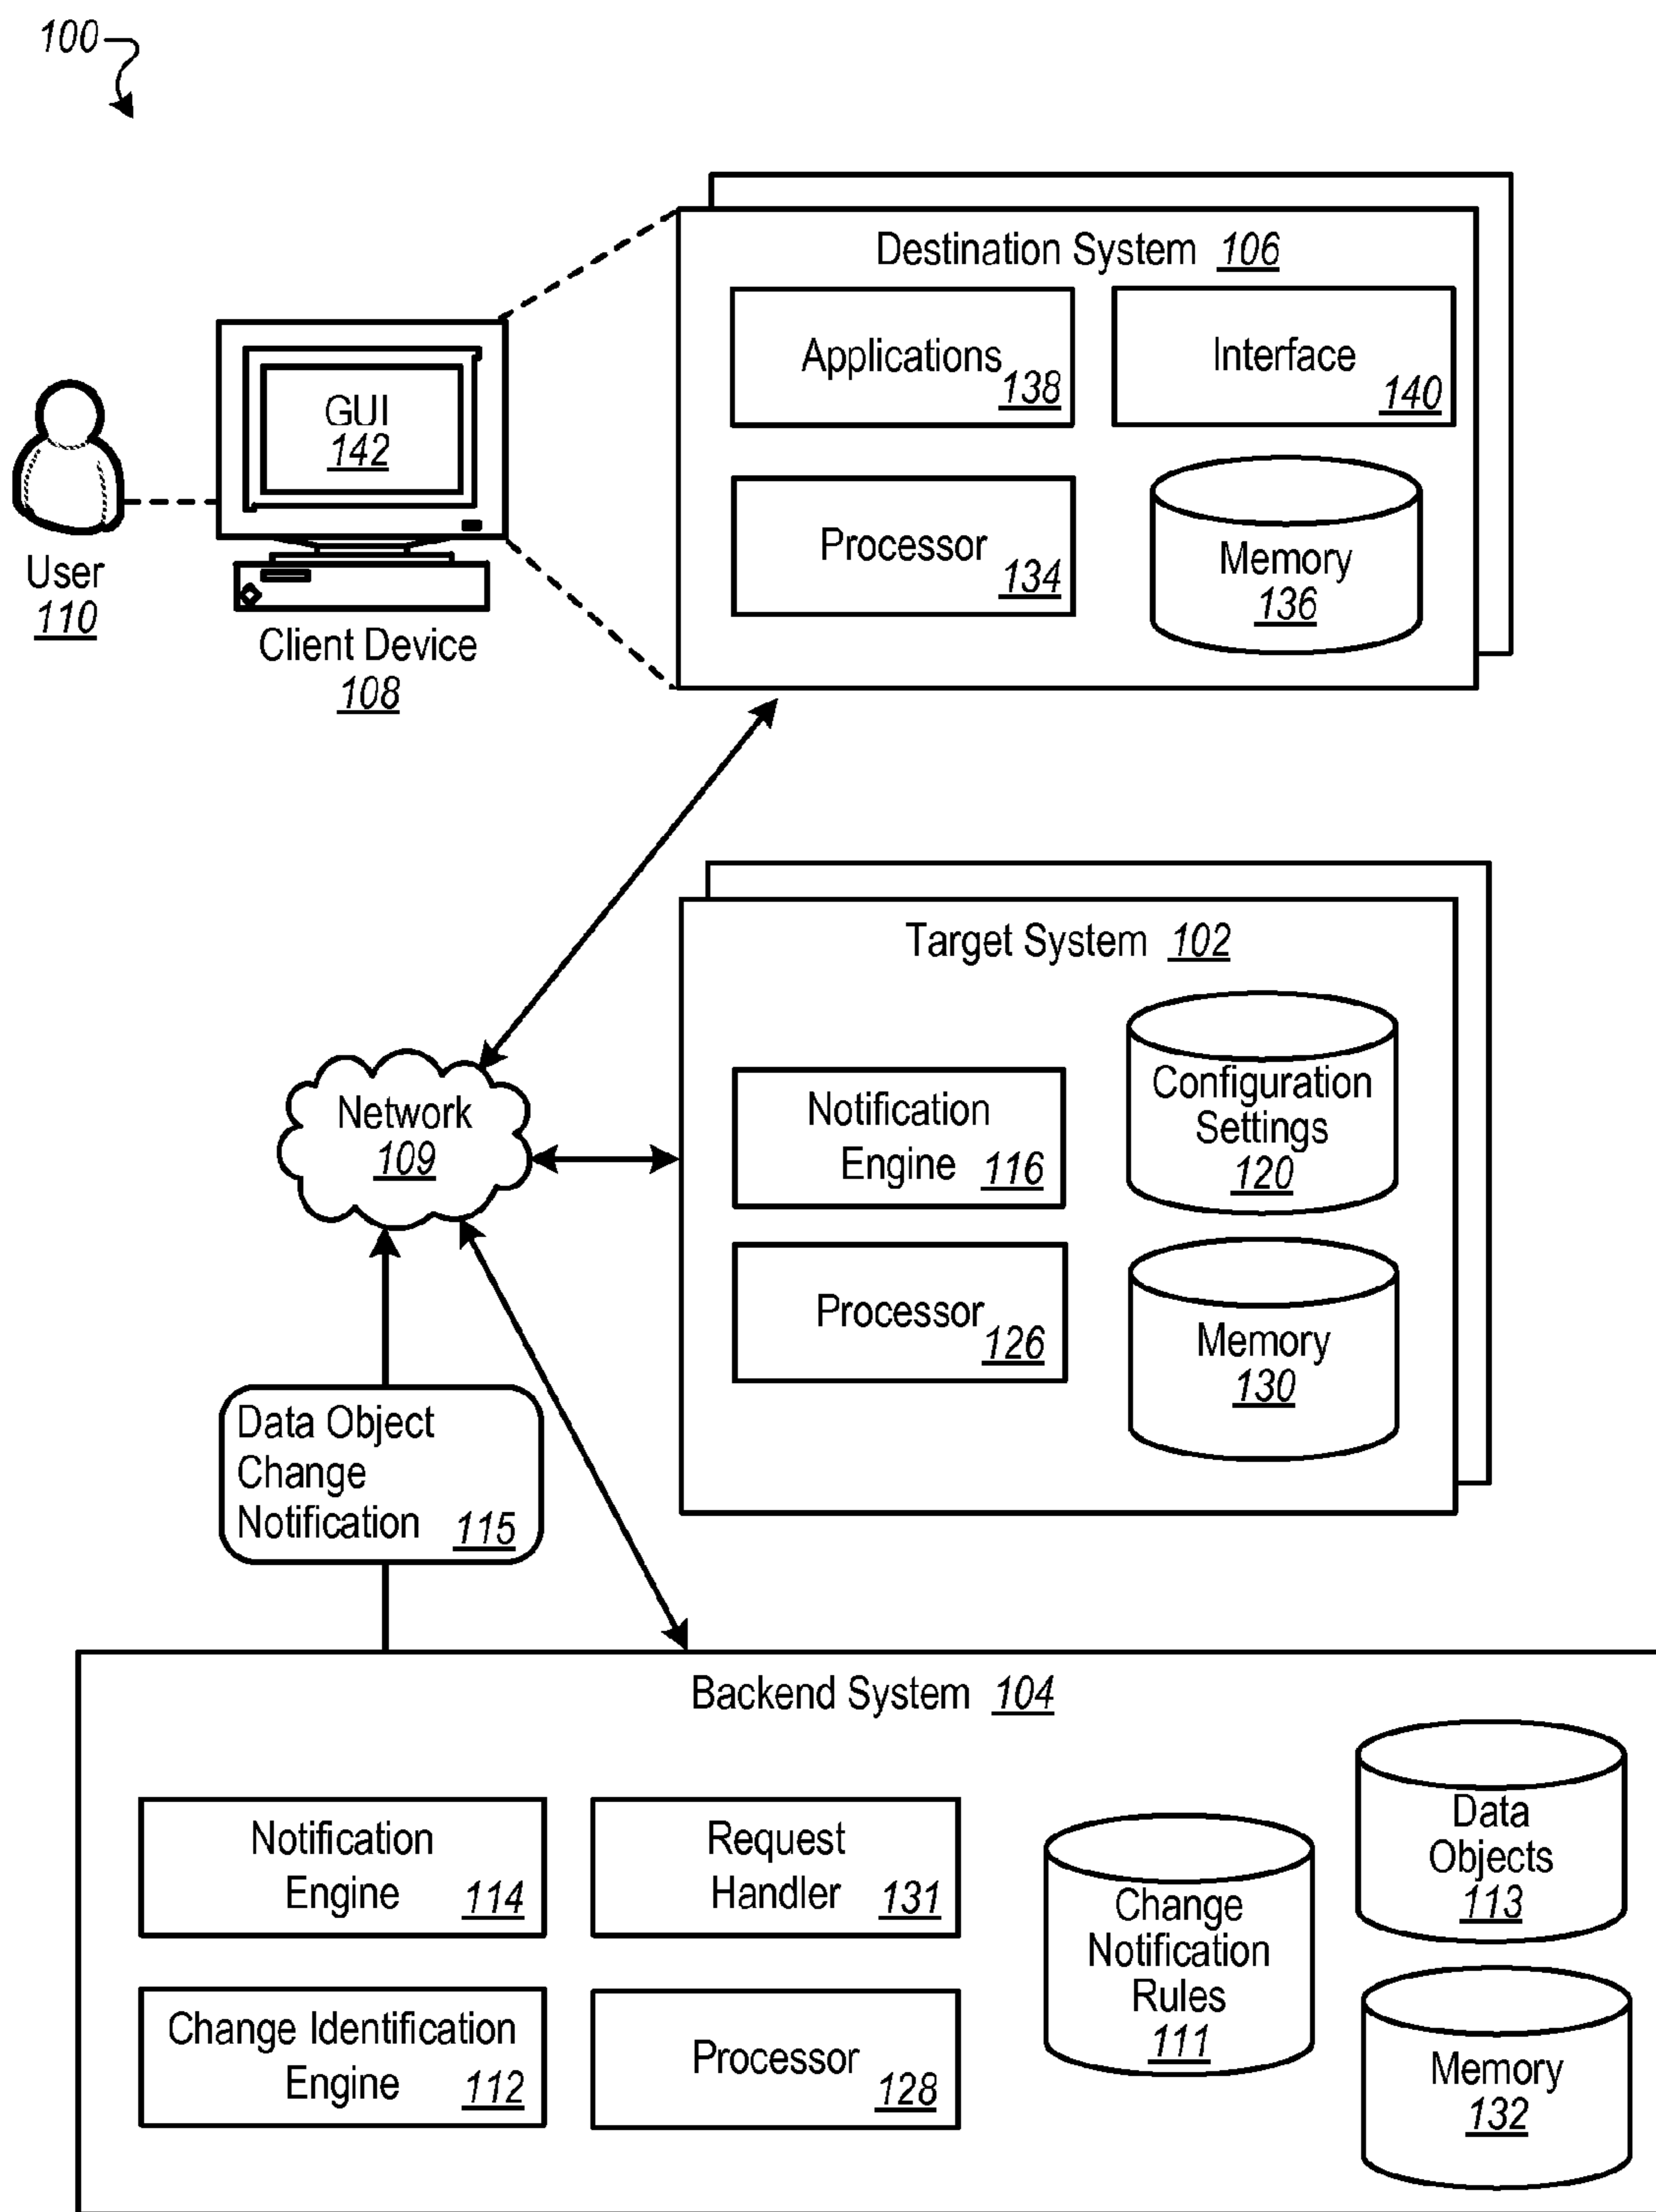 100
Destination System 106
Applications
138
Interface
140
Processor
134
Memory
136
GUI
142
User
110
Client Device
108
Target System 102
Notification
Engine 116
Configuration
Settings
120
Processor
126
Memory
130
Network
109
Data Object
Change
Notification 115
Backend System 104
Notification
Engine 114
Request
Handler 131
Change Identification
Engine 112
Processor 128
Change
Notification
Rules
111
Data
Objects
113
Memory
132